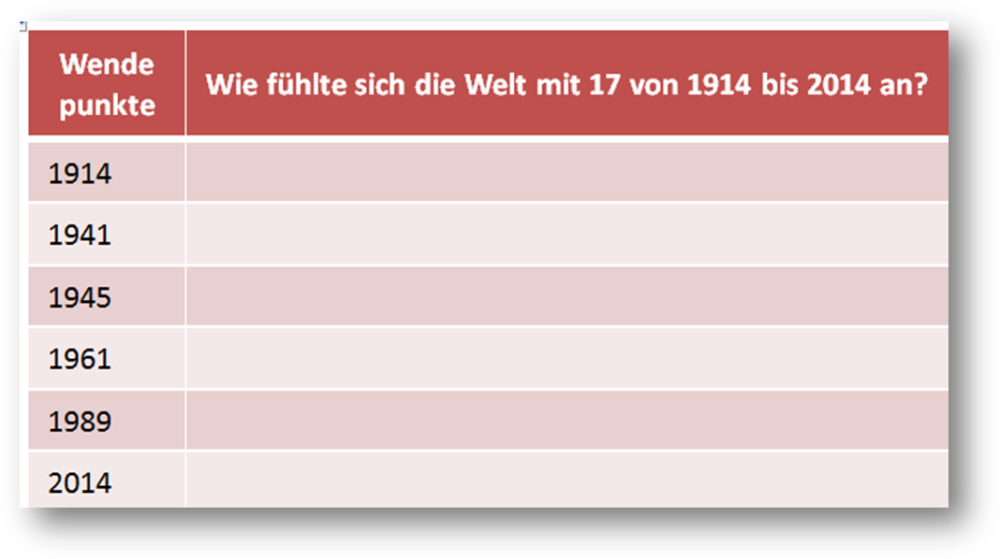 Wende
punkte
Wie fühlte sich die Welt mit 17 von 1914 bis 2014 an?
1914
1941
1945
1961
1989
2014